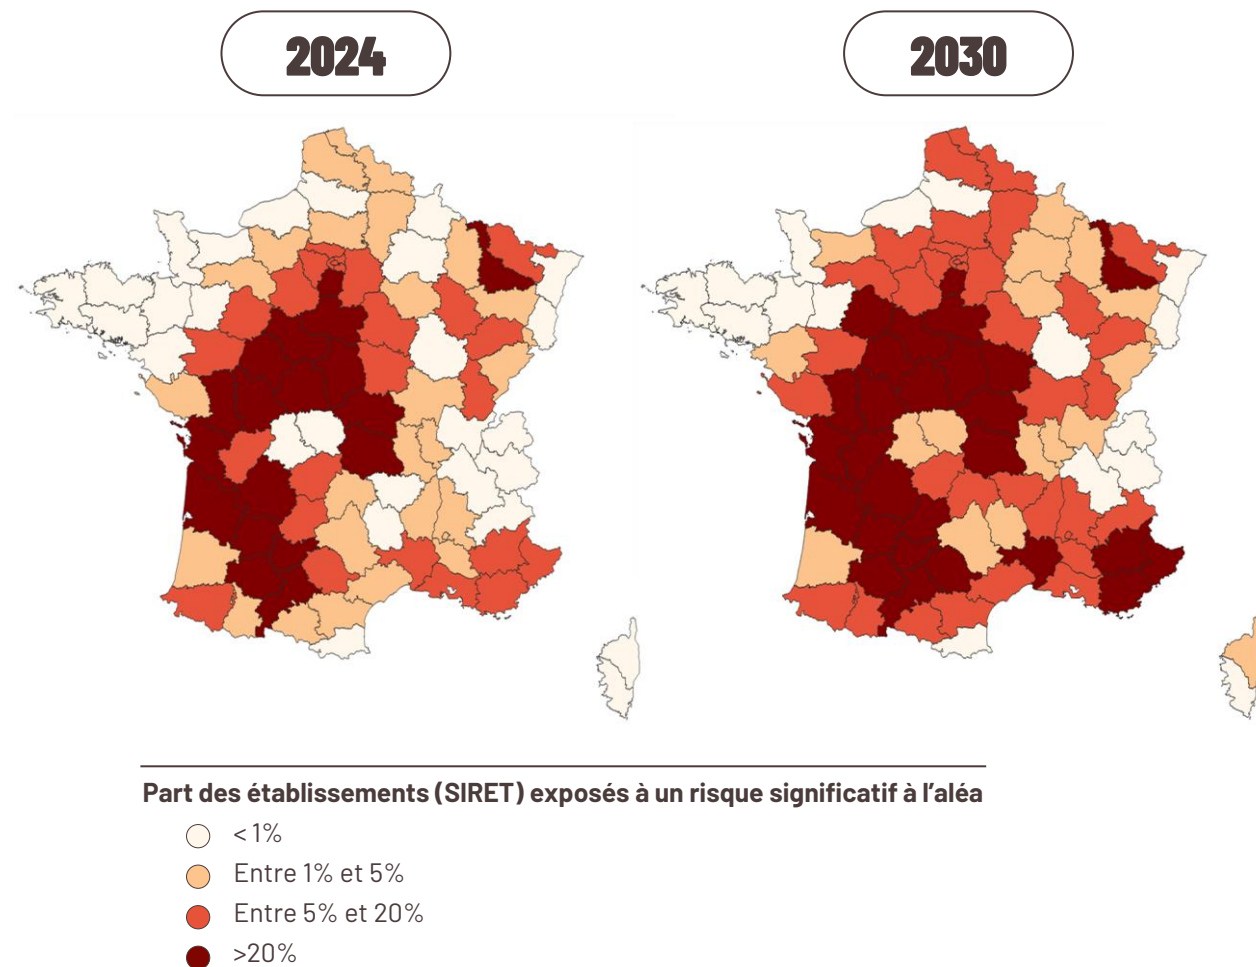 2024
2030
Part des établissements (SIRET) exposés à un risque significatif à l’aléa
< 1%
Entre 1% et 5%
Entre 5% et 20%
>20%